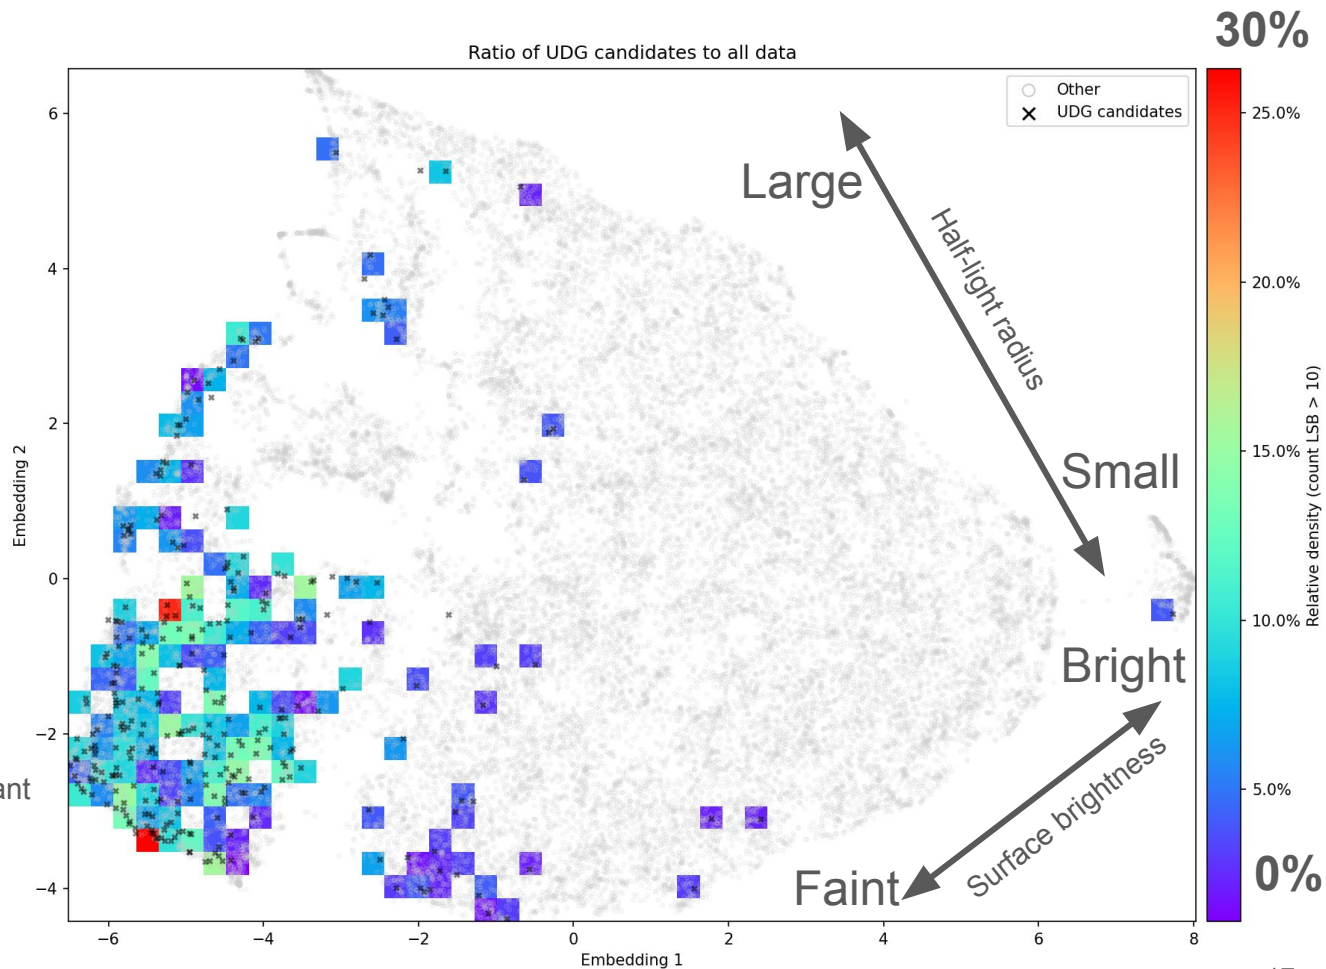 30%
Ratio of UDG candidates to all data
Other
UDG candidates
Large
Half-light radius
Small
Bright
Surface brightness
Faint
ant
6
4
2
0
−2
−4
Embedding 2
−6
−4
−2
0
2
4
6
8
Embedding 1
25.0%
20.0%
15.0%
10.0%
5.0%
0%
Relative density (count LSB > 10)